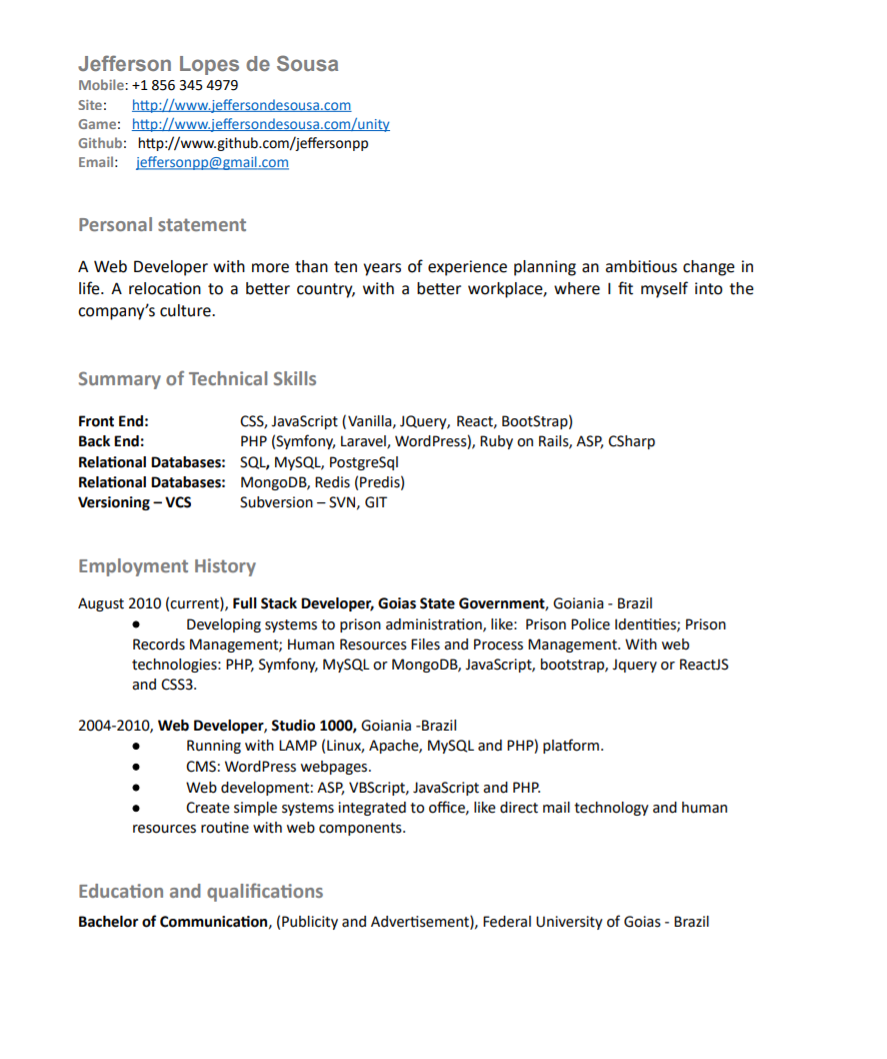 Jefferson Lopes de Sousa
Mobile: +1 856 345 4979
Site: http://www.jeffersondesousa.com
Game: http://www.jeffersondesousa.com/unity
Github: http://www.github.com/jeffersonpp
Email: jeffersonpp@gmail.com
Personal statement
A Web Developer with more than ten years of experience planning an ambitious change in
life. A relocation to a better country, with a better workplace, where I fit myself into the
company’s culture.
Summary of Technical Skills
Front End: CSS, JavaScript (Vanilla, JQuery, React, BootStrap)
Back End: PHP (Symfony, Laravel, WordPress), Ruby on Rails, ASP, CSharp
Relational Databases: SQL, MySQL, PostgreSql
Relational Databases: MongoDB, Redis (Predis)
Versioning – VCS Subversion – SVN, GIT
Employment History
August 2010 (current), Full Stack Developer, Goias State Government, Goiania - Brazil
● Developing systems to prison administration, like: Prison Police Identities; Prison
Records Management; Human Resources Files and Process Management. With web
technologies: PHP, Symfony, MySQL or MongoDB, JavaScript, bootstrap, Jquery or ReactJS
and CSS3.
2004-2010, Web Developer, Studio 1000, Goiania -Brazil
● Running with LAMP (Linux, Apache, MySQL and PHP) platform.
● CMS: WordPress webpages.
● Web development: ASP, VBScript, JavaScript and PHP.
● Create simple systems integrated to office, like direct mail technology and human
resources routine with web components.
Education and qualifications
Bachelor of Communication, (Publicity and Advertisement), Federal University of Goias - Brazil